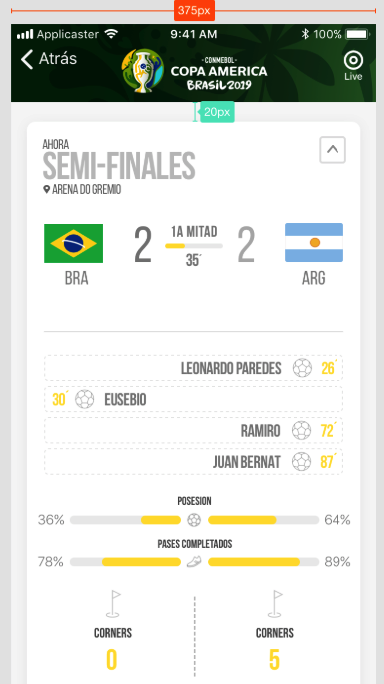 375px
Applicaster 9:41 AM 100%
Atrás
- CONMEBOL -
COPA AMERICA
BRASIL 2019
Live
20px
AHORA
SEMI-FINALES
ARENA DO GREMIO
2 1A MITAD 2
35´
BRA ARG
LEONARDO PAREDES 26´
30´ EUSEBIO
RAMIRO 72´
JUAN BERNAT 87´
POSESION
36% 64%
PASES COMPLETADOS
78% 89%
CORNERS CORNERS
0 5